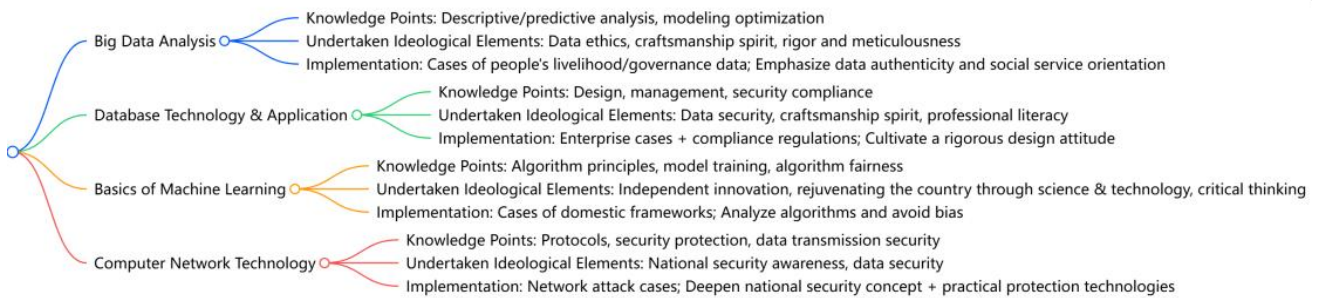 Big Data Analysis
Knowledge Points: Descriptive/predictive analysis, modeling optimization
Undertaken Ideological Elements: Data ethics, craftsmanship spirit, rigor and meticulousness
Implementation: Cases of people's livelihood/governance data; Emphasize data authenticity and social service orientation
Database Technology & Application
Knowledge Points: Design, management, security compliance
Undertaken Ideological Elements: Data security, craftsmanship spirit, professional literacy
Implementation: Enterprise cases + compliance regulations; Cultivate a rigorous design attitude
Basics of Machine Learning
Knowledge Points: Algorithm principles, model training, algorithm fairness
Undertaken Ideological Elements: Independent innovation, rejuvenating the country through science & technology, critical thinking
Implementation: Cases of domestic frameworks; Analyze algorithms and avoid bias
Computer Network Technology
Knowledge Points: Protocols, security protection, data transmission security
Undertaken Ideological Elements: National security awareness, data security
Implementation: Network attack cases; Deepen national security concept + practical protection technologies